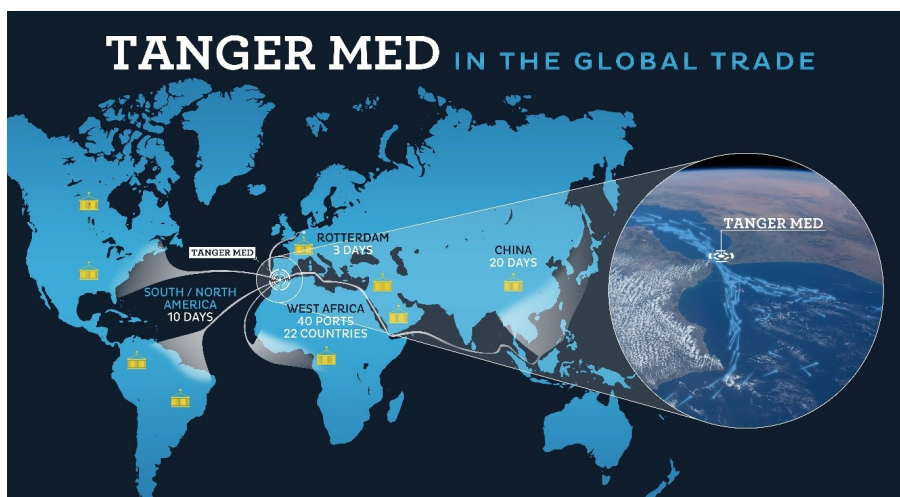 TANGER MED IN THE GLOBAL TRADE
TANGER MED
ROTTERDAM
3 DAYS
CHINA
20 DAYS
SOUTH / NORTH
AMERICA
10 DAYS
WEST AFRICA
40 PORTS
22 COUNTRIES
TANGER MED